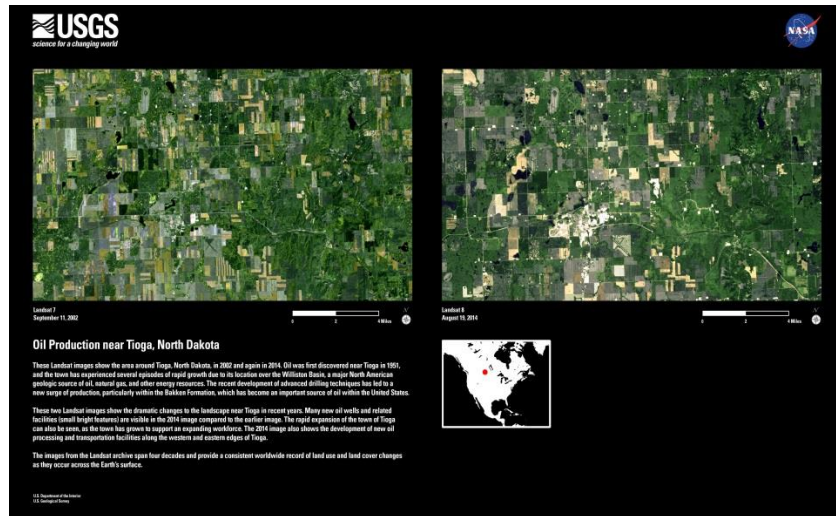 USGS
science for a changing world
NASA
Landsat 7
September 11, 2002
0 2 4 Miles
N
Landsat 8
August 19, 2014
0 2 4 Miles
N
Oil Production near Tioga, North Dakota
These Landsat images show the area around Tioga, North Dakota, in 2002 and again in 2014. Oil was first discovered near Tioga in 1951,
and the town has experienced several episodes of rapid growth due to its location over the Williston Basin, a major North American
geologic source of oil, natural gas, and other energy resources. The recent development of advanced drilling techniques has led to a
new surge of production, particularly within the Bakken Formation, which has become an important source of oil within the United States.
These two Landsat images show the dramatic changes to the landscape near Tioga in recent years. Many new oil wells and related
facilities (small bright features) are visible in the 2014 image compared to the earlier image. The rapid expansion of the town of Tioga
can also be seen, as the town has grown to support an expanding workforce. The 2014 image also shows the development of new oil
processing and transportation facilities along the western and eastern edges of Tioga.
The images from the Landsat archive span four decades and provide a consistent worldwide record of land use and land cover changes
as they occur across the Earth's surface.
U.S. Department of the Interior
U.S. Geological Survey